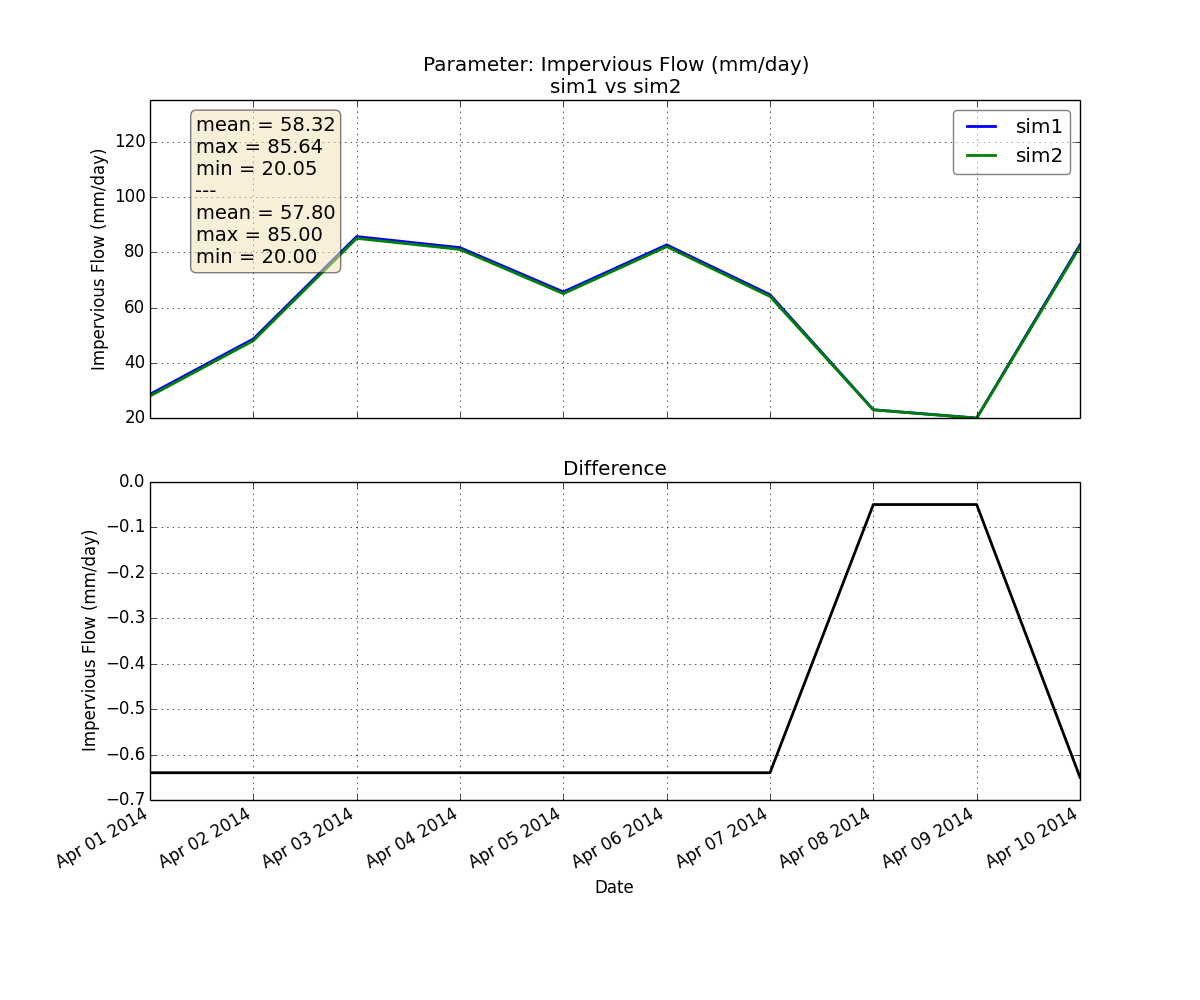 Parameter: Impervious Flow (mm/day)
sim1 vs sim2
mean = 58.32
max = 85.64
min = 20.05
---
mean = 57.80
max = 85.00
min = 20.00
sim1
sim2
Impervious Flow (mm/day)
120
100
80
60
40
20
Difference
Impervious Flow (mm/day)
0.0
−0.1
−0.2
−0.3
−0.4
−0.5
−0.6
−0.7
Apr 01 2014
Apr 02 2014
Apr 03 2014
Apr 04 2014
Apr 05 2014
Apr 06 2014
Apr 07 2014
Apr 08 2014
Apr 09 2014
Apr 10 2014
Date